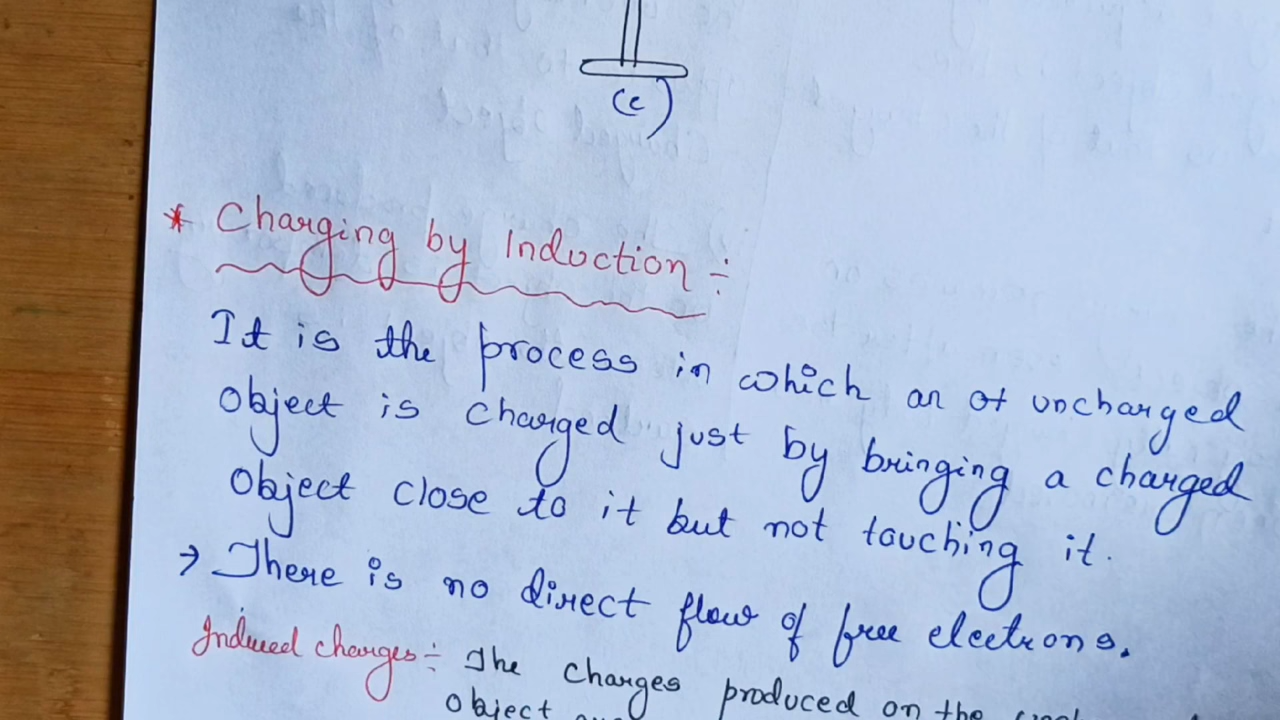 (c)
* Charging by Induction ÷
It is the process in which an of uncharged
object is charged just by bringing a charged
object close to it but not touching it.
→ There is no direct flow of free electrons.
Induced charges ÷ The charges produced on the
object